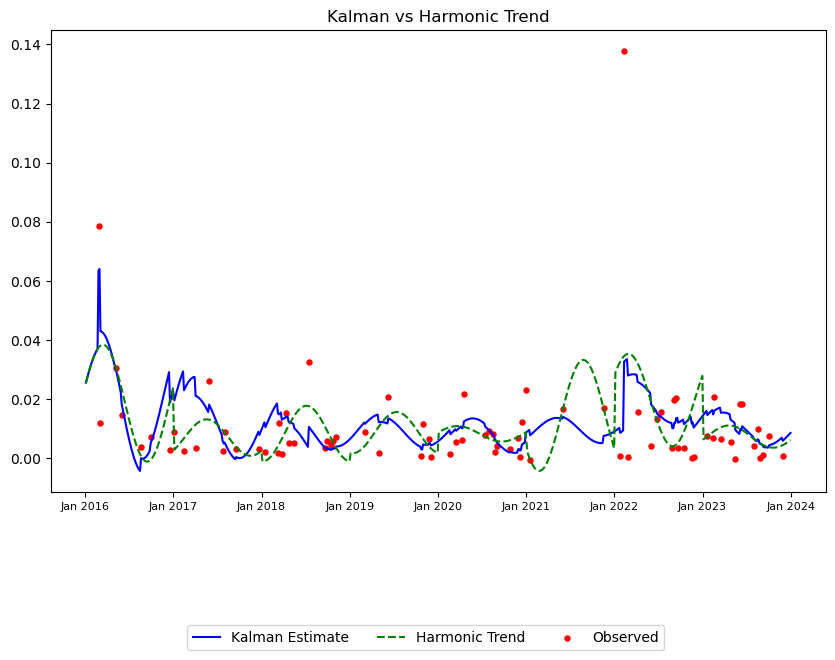 Kalman vs Harmonic Trend
0.14
0.12
0.10
0.08
0.06
0.04
0.02
0.00
Jan 2016 Jan 2017 Jan 2018 Jan 2019 Jan 2020 Jan 2021 Jan 2022 Jan 2023 Jan 2024
Kalman Estimate Harmonic Trend Observed